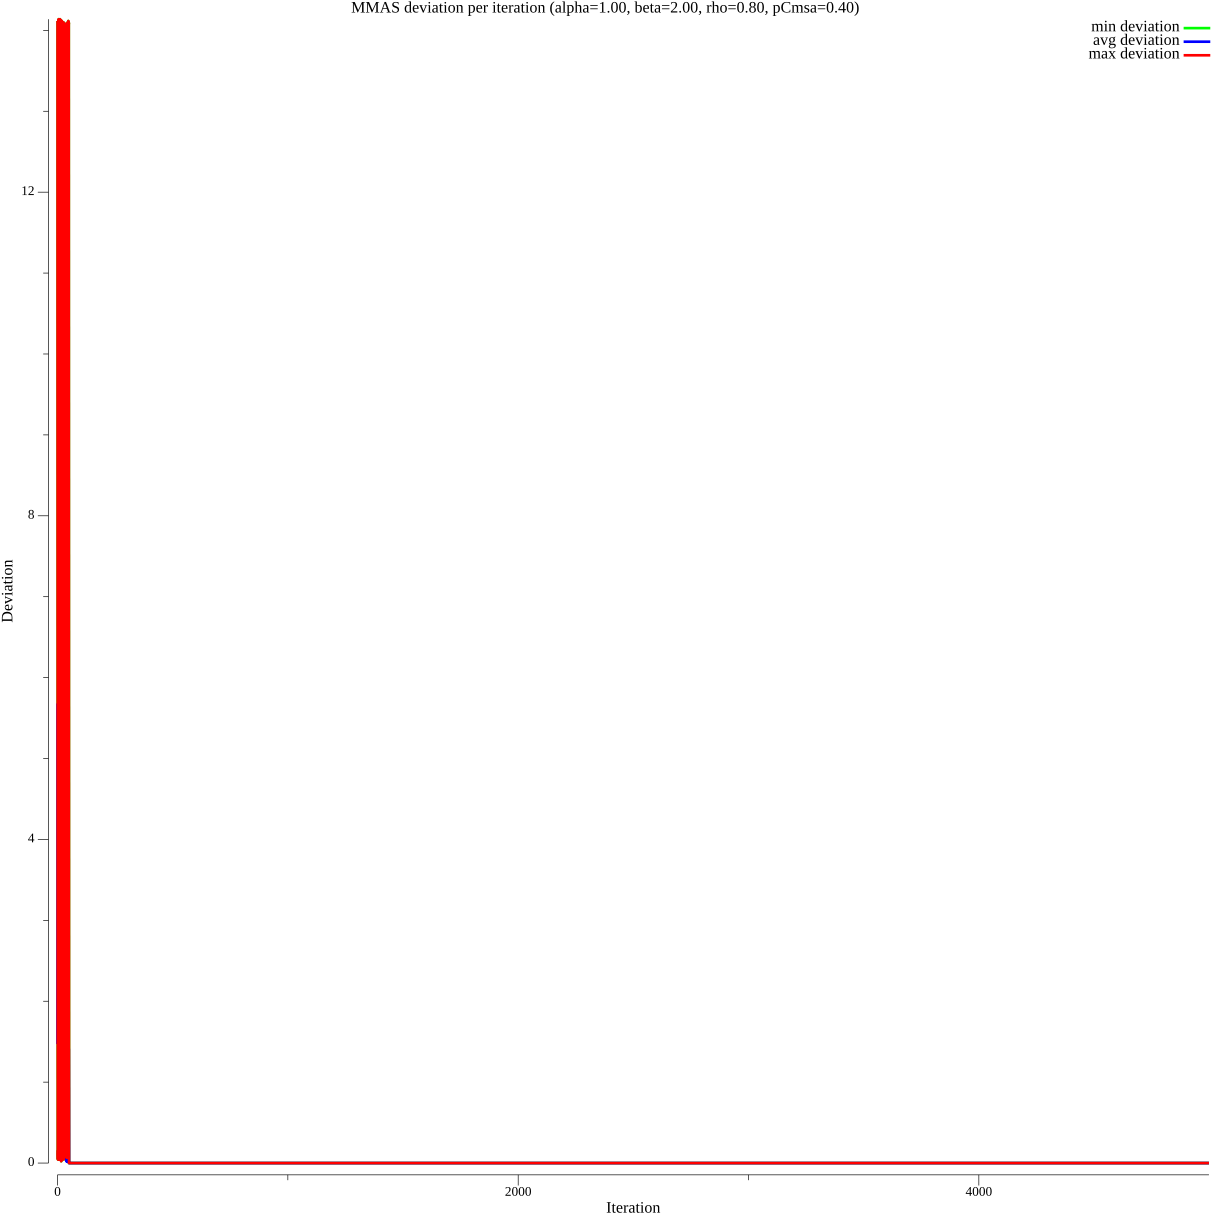 MMAS deviation per iteration (alpha=1.00, beta=2.00, rho=0.80, pCmsa=0.40)
min deviation
avg deviation
max deviation
12
8
4
0
Deviation
0
2000
4000
Iteration